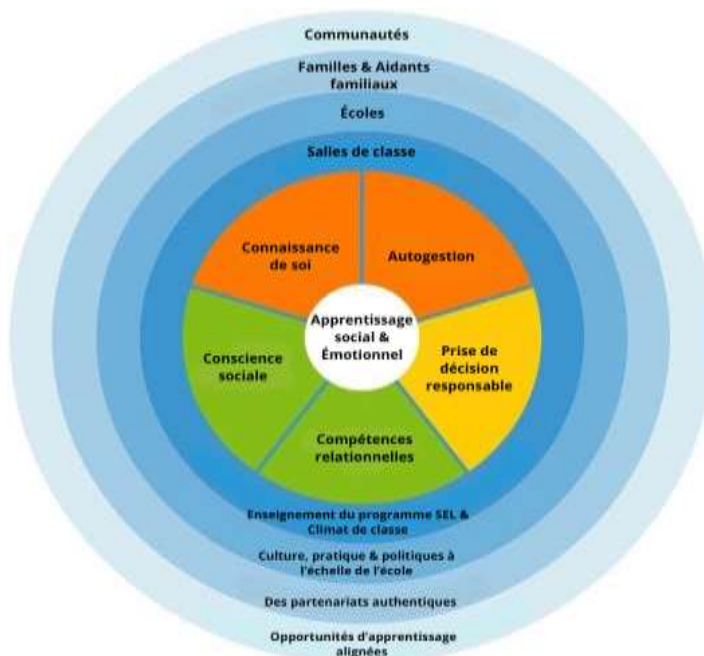 Communautés
Familles & Aidants
familiaux
Écoles
Salles de classe
Connaissance
de soi
Autogestion
Apprentissage
social &
Émotionnel
Conscience
sociale
Prise de
décision
responsable
Compétences
relationnelles
Enseignement du programme SEL &
Climat de classe
Culture, pratique & politiques à
l'échelle de l'école
Des partenariats authentiques
Opportunités d'apprentissage
alignées